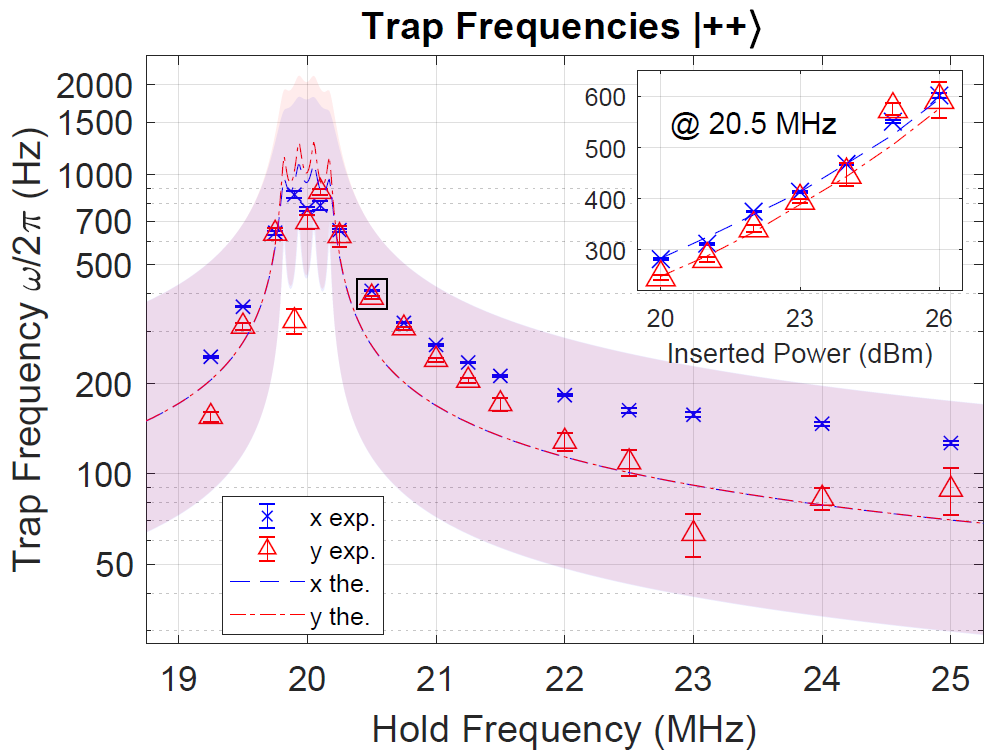 Trap Frequencies |++⟩
Trap Frequency ω/2π (Hz)
2000
1500
1000
700
500
200
100
50
19
20
21
22
23
24
25
Hold Frequency (MHz)
x exp.
y exp.
x the.
y the.
@ 20.5 MHz
600
500
400
300
20
23
26
Inserted Power (dBm)